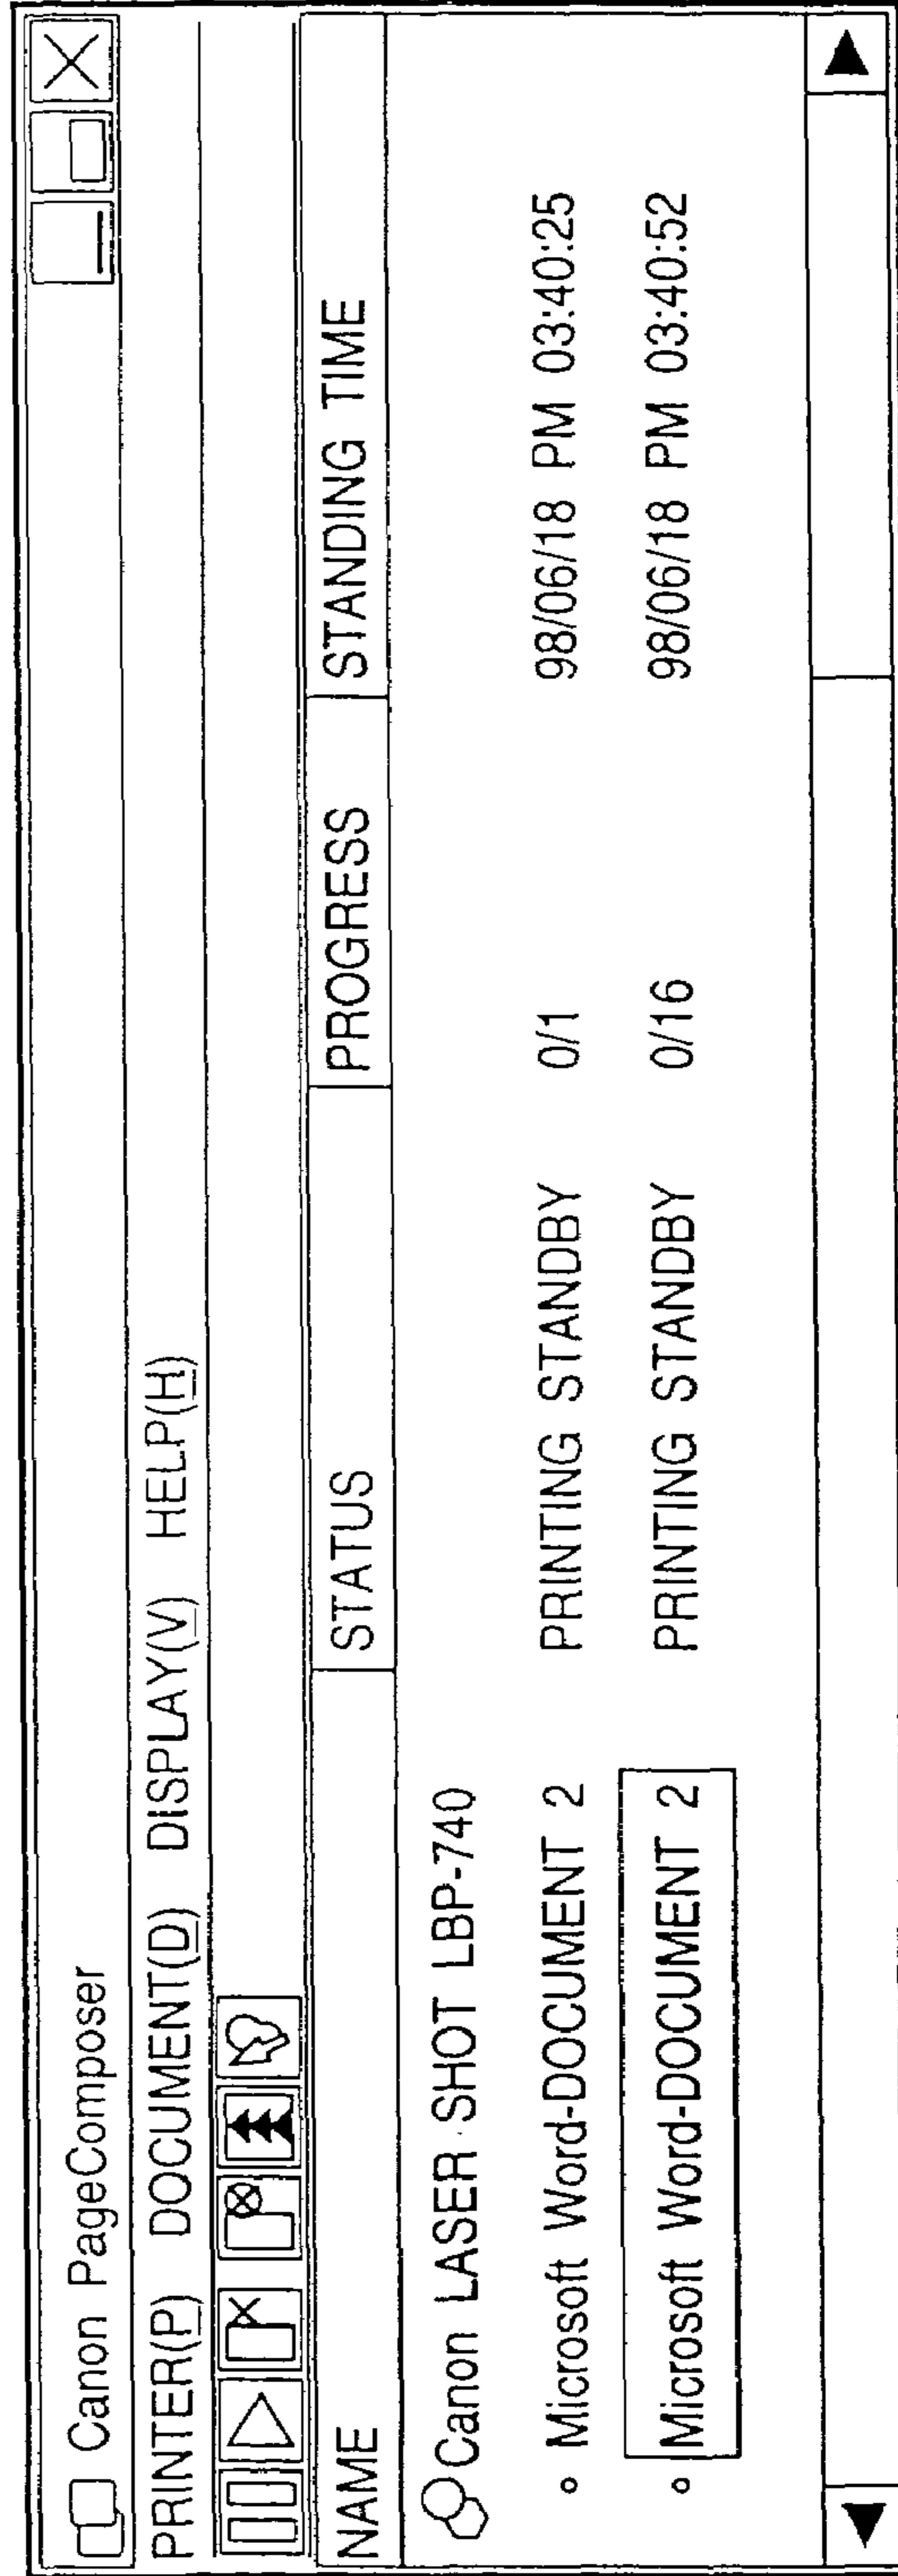 Canon PageComposer
PRINTER(P) DOCUMENT(D) DISPLAY(V) HELP(H)
NAME STATUS PROGRESS STANDING TIME
Canon LASER SHOT LBP-740
Microsoft Word-DOCUMENT 2 PRINTING STANDBY 0/1 98/06/18 PM 03:40:25
Microsoft Word-DOCUMENT 2 PRINTING STANDBY 0/16 98/06/18 PM 03:40:52